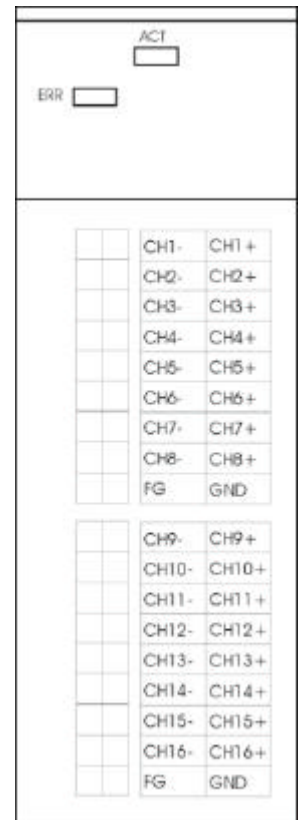 ACT
ERR
CH1- CH1+
CH2- CH2+
CH3- CH3+
CH4- CH4+
CH5- CH5+
CH6- CH6+
CH7- CH7+
CH8- CH8+
FG GND
CH9- CH9+
CH10- CH10+
CH11- CH11+
CH12- CH12+
CH13- CH13+
CH14- CH14+
CH15- CH15+
CH16- CH16+
FG GND